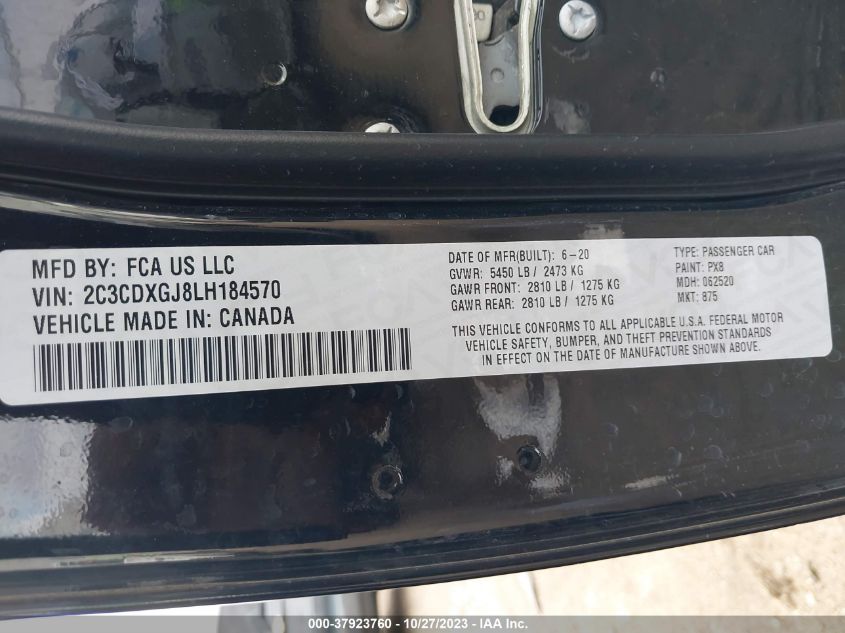 MFD BY: FCA US LLC
VIN: 2C3CDXGJ8LH184570
VEHICLE MADE IN: CANADA
DATE OF MFR(BUILT): 6-20
GVWR: 5450 LB / 2473 KG
GAWR FRONT: 2810 LB / 1275 KG
GAWR REAR: 2810 LB / 1275 KG
TYPE: PASSENGER CAR
PAINT: PX8
MDH: 062520
MKT: 875
THIS VEHICLE CONFORMS TO ALL APPLICABLE U.S.A. FEDERAL MOTOR
VEHICLE SAFETY, BUMPER, AND THEFT PREVENTION STANDARDS
IN EFFECT ON THE DATE OF MANUFACTURE SHOWN ABOVE.
000-37923760 - 10/27/2023 - IAA Inc.